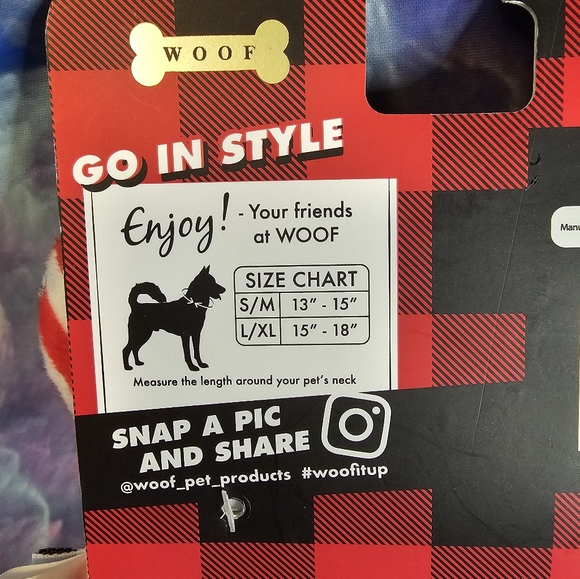 WOOF
GO IN STYLE
Enjoy! - Your friends
at WOOF
SIZE CHART
S/M 13" - 15"
L/XL 15" - 18"
Measure the length around your pet's neck
SNAP A PIC
AND SHARE
@woof_pet_products #woofitup